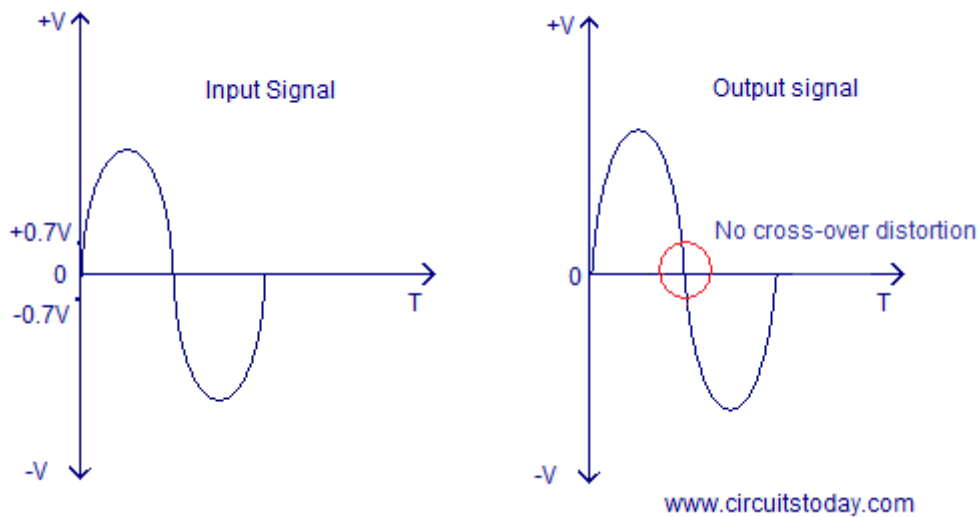 +V
Input Signal
+0.7V
0
-0.7V
T
-V
+V
Output signal
No cross-over distortion
0
T
-V
www.circuitstoday.com